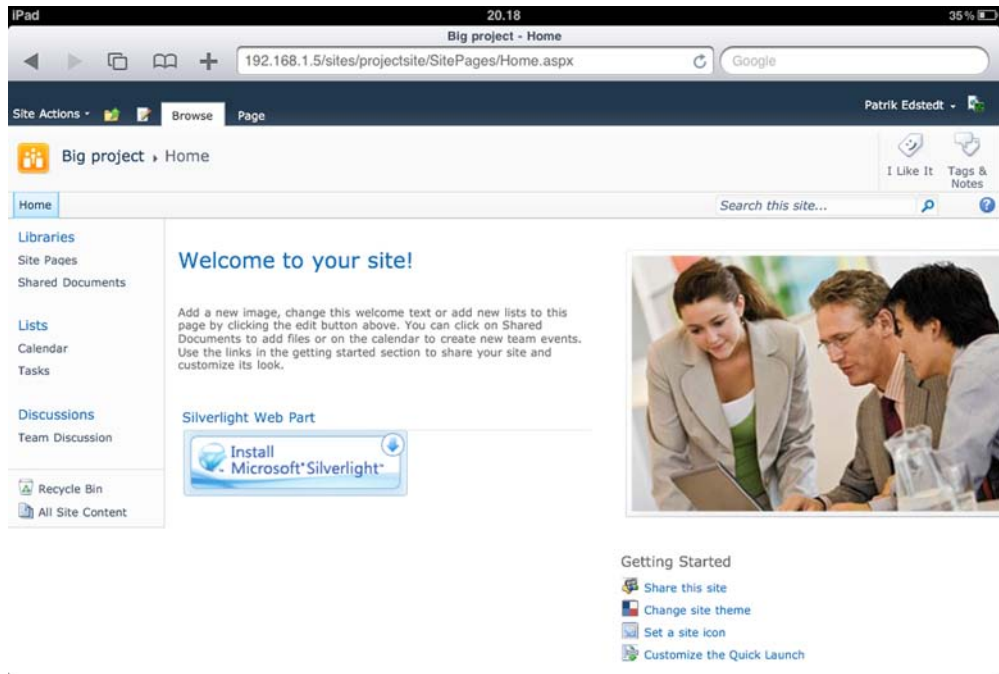 iPad
20.18
35%
Big project - Home
192.168.1.5/sites/projectsite/SitePages/Home.aspx
Google
Site Actions
Browse
Page
Patrik Edstedt
Big project
Home
I Like It
Tags &
Notes
Home
Search this site...
Libraries
Site Pages
Shared Documents
Lists
Calendar
Tasks
Discussions
Team Discussion
Recycle Bin
All Site Content
Welcome to your site!
Add a new image, change this welcome text or add new lists to this
page by clicking the edit button above. You can click on Shared
Documents to add files or on the calendar to create new team events.
Use the links in the getting started section to share your site and
customize its look.
Silverlight Web Part
Install
Microsoft® Silverlight™
Getting Started
Share this site
Change site theme
Set a site icon
Customize the Quick Launch